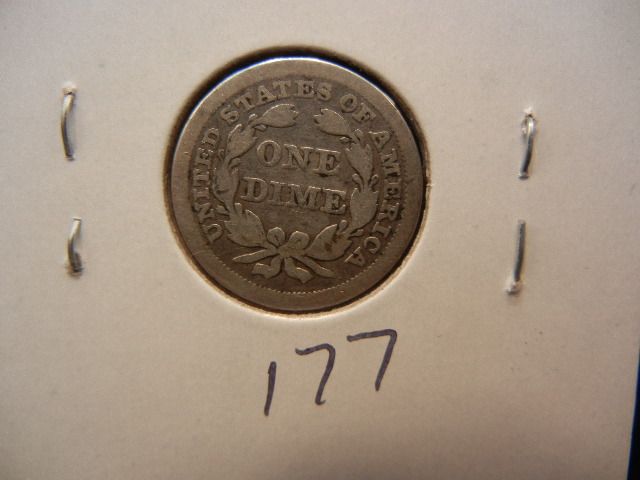 UNITED STATES OF AMERICA
ONE
DIME
177